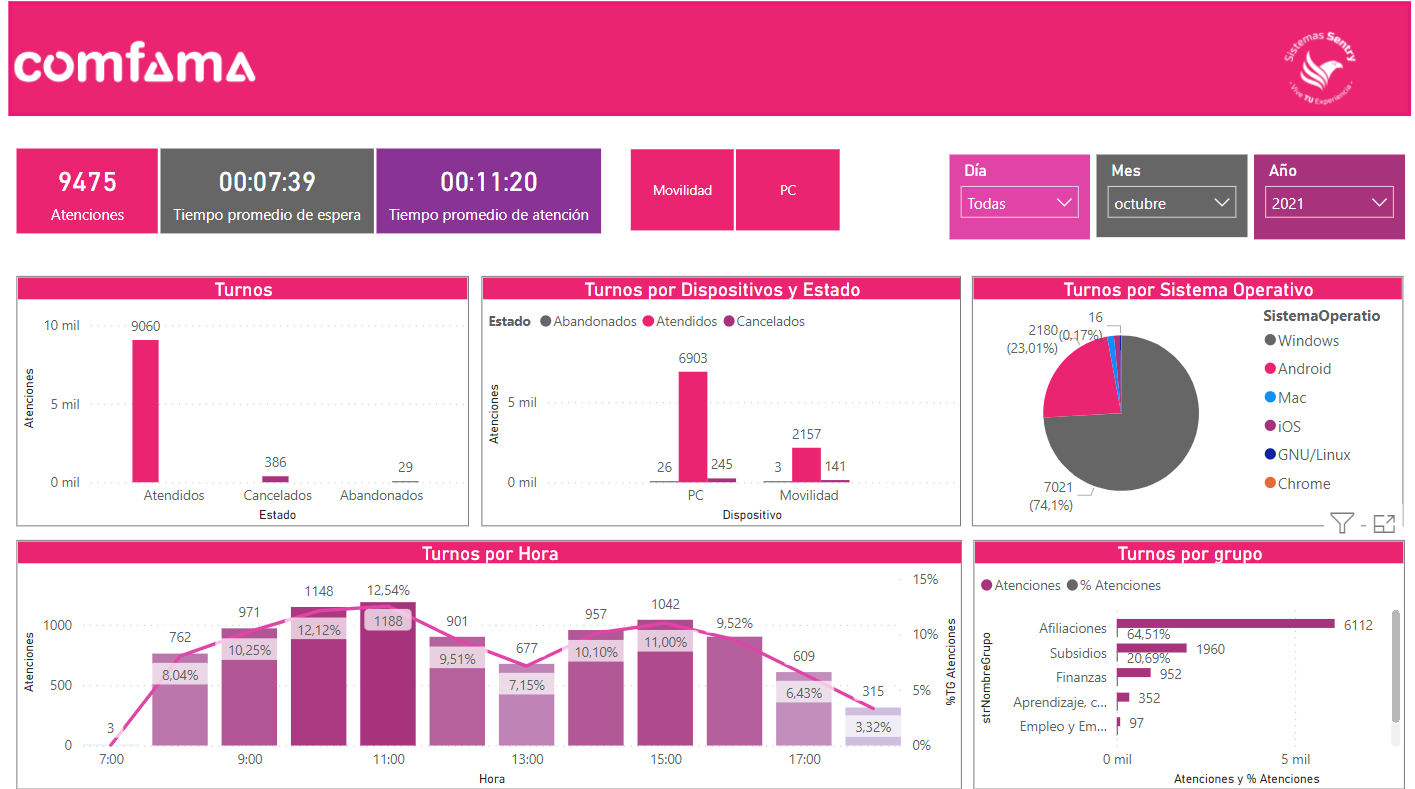 comfama
Sistemas Sentry
Vive TU Experiencia
9475
Atenciones
00:07:39
Tiempo promedio de espera
00:11:20
Tiempo promedio de atención
Movilidad
PC
Día
Todas
Mes
octubre
Año
2021
Turnos
Atenciones
10 mil
5 mil
0 mil
9060
386
29
Atendidos
Cancelados
Abandonados
Estado
Turnos por Dispositivos y Estado
Estado Abandonados Atendidos Cancelados
Atenciones
5 mil
0 mil
26
6903
245
3
2157
141
PC
Movilidad
Dispositivo
Turnos por Sistema Operativo
16
(0,17%)
2180
(23,01%)
7021
(74,1%)
SistemaOperatio
Windows
Android
Mac
iOS
GNU/Linux
Chrome
Turnos por Hora
Atenciones
1000
500
0
3
762
8,04%
971
10,25%
1148
12,12%
12,54%
1188
901
9,51%
677
7,15%
957
10,10%
1042
11,00%
9,52%
609
6,43%
315
3,32%
15%
10%
5%
0%
%TG Atenciones
7:00
9:00
11:00
13:00
15:00
17:00
Hora
Turnos por grupo
Atenciones % Atenciones
strNombreGrupo
Afiliaciones
6112
64,51%
Subsidios
1960
20,69%
Finanzas
952
Aprendizaje, c...
352
Empleo y Em...
97
0 mil
5 mil
Atenciones y % Atenciones